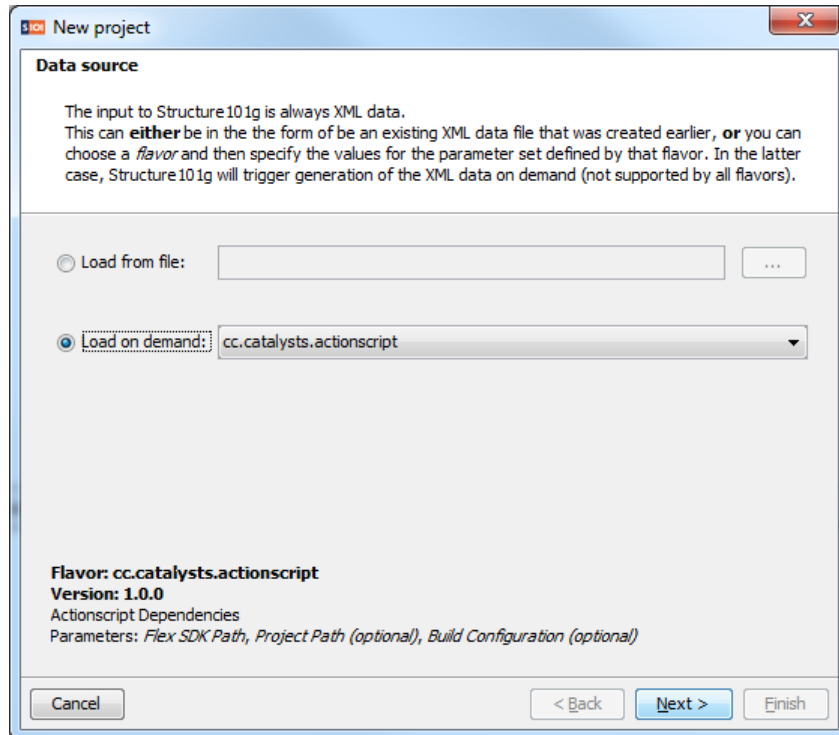 S101 New project
Data source
The input to Structure101g is always XML data.
This can either be in the the form of be an existing XML data file that was created earlier, or you can
choose a flavor and then specify the values for the parameter set defined by that flavor. In the latter
case, Structure101g will trigger generation of the XML data on demand (not supported by all flavors).
Load from file:
...
Load on demand: cc.catalysts.actionscript
Flavor: cc.catalysts.actionscript
Version: 1.0.0
Actionscript Dependencies
Parameters: Flex SDK Path, Project Path (optional), Build Configuration (optional)
Cancel < Back Next > Finish